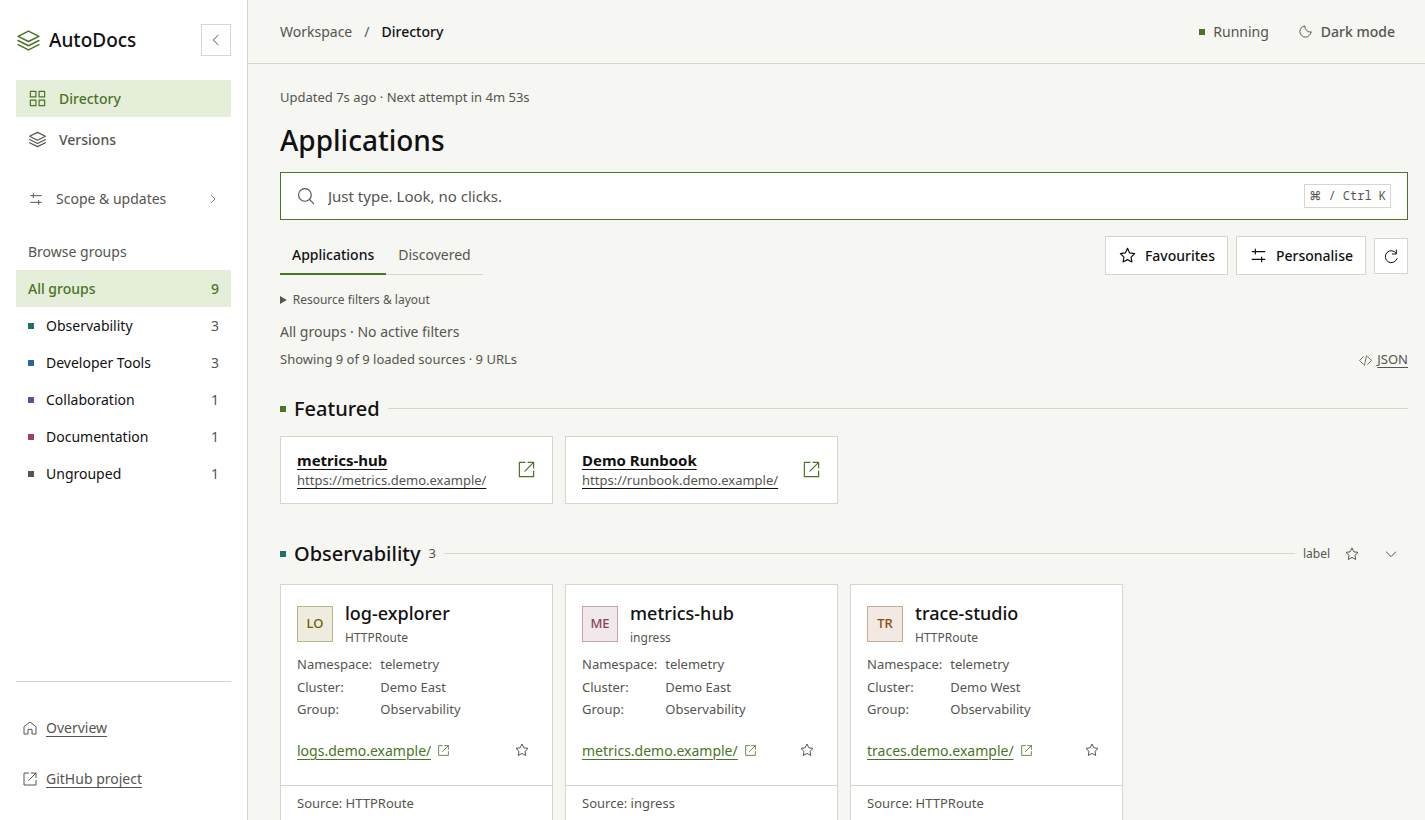 AutoDocs
Directory
Versions
Scope & updates
Browse groups
All groups 9
Observability 3
Developer Tools 3
Collaboration 1
Documentation 1
Ungrouped 1
Overview
GitHub project
Workspace / Directory
Running
Dark mode
Updated 7s ago · Next attempt in 4m 53s
Applications
Just type. Look, no clicks.
⌘ / Ctrl K
Applications Discovered
Favourites
Personalise
Resource filters & layout
All groups · No active filters
Showing 9 of 9 loaded sources · 9 URLs
JSON
Featured
metrics-hub
https://metrics.demo.example/
Demo Runbook
https://runbook.demo.example/
Observability 3
label
LO
log-explorer
HTTPRoute
Namespace: telemetry
Cluster: Demo East
Group: Observability
logs.demo.example/
Source: HTTPRoute
ME
metrics-hub
ingress
Namespace: telemetry
Cluster: Demo East
Group: Observability
metrics.demo.example/
Source: ingress
TR
trace-studio
HTTPRoute
Namespace: telemetry
Cluster: Demo West
Group: Observability
traces.demo.example/
Source: HTTPRoute